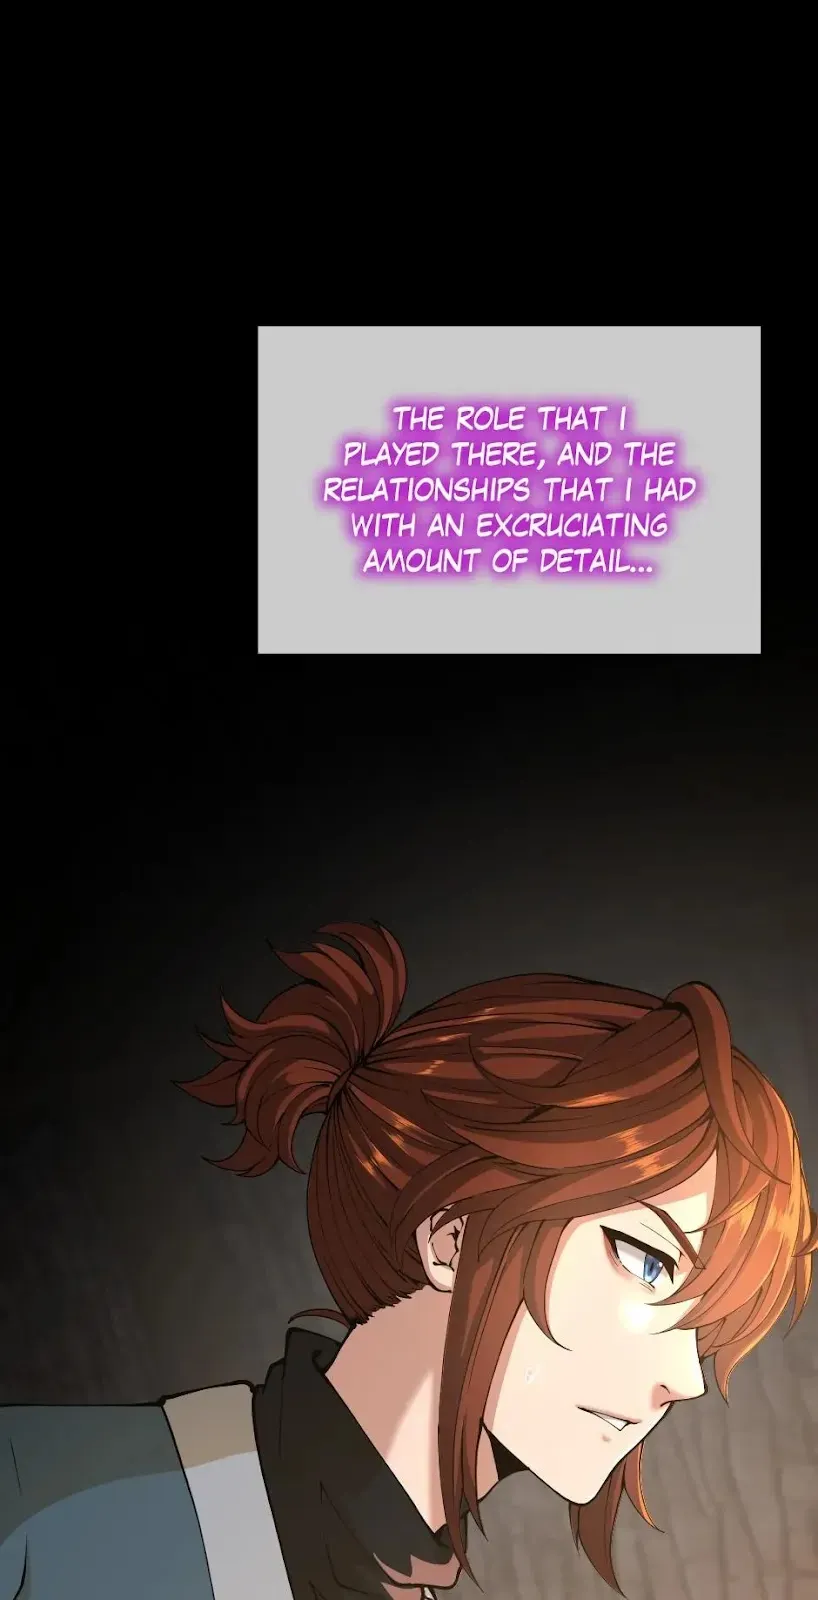 THE ROLE THAT I
PLAYED THERE, AND THE
RELATIONSHIPS THAT I HAD
WITH AN EXCRUCIATING
AMOUNT OF DETAIL...